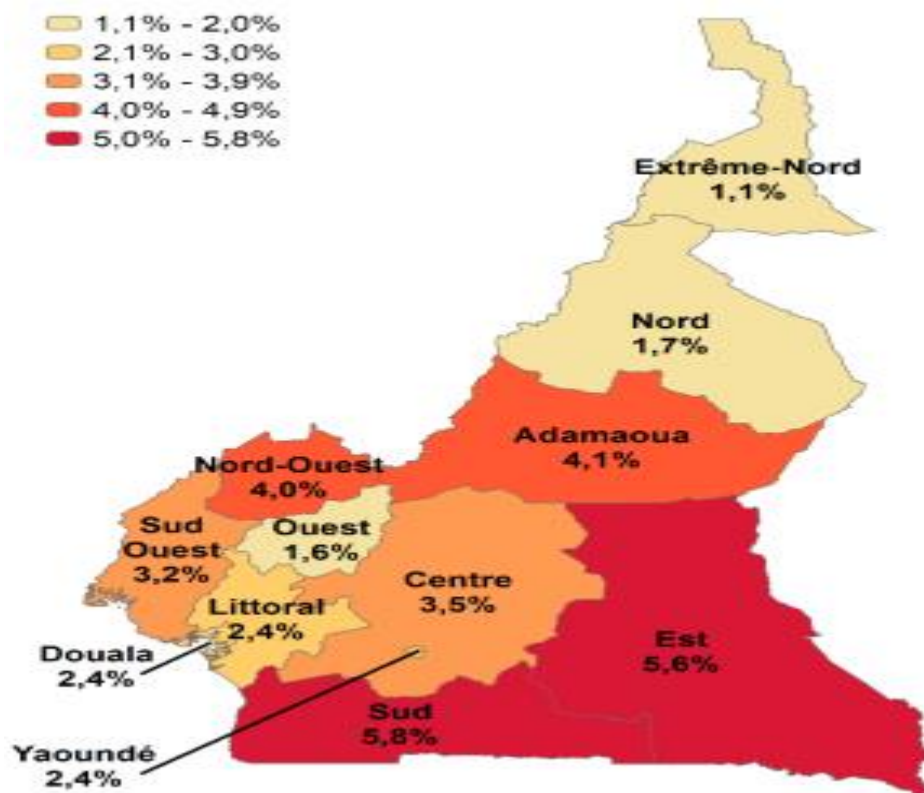 1,1% - 2,0%
2,1% - 3,0%
3,1% - 3,9%
4,0% - 4,9%
5,0% - 5,8%
Extrême-Nord
1,1%
Nord
1,7%
Adamaoua
4,1%
Nord-Ouest
4,0%
Ouest
1,6%
Sud
Ouest
3,2%
Centre
3,5%
Littoral
2,4%
Est
5,6%
Douala
2,4%
Sud
5,8%
Yaoundé
2,4%